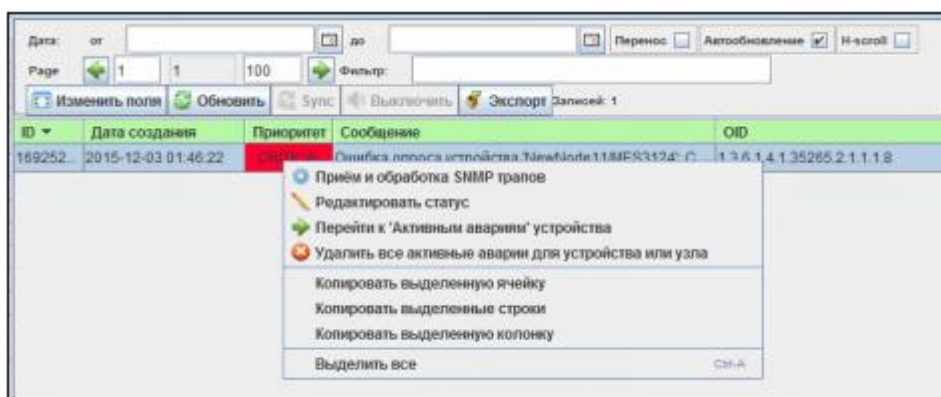 Дата: от до Перенос Автообновление H-scroll
Page 1 1 100 Фильтр:
Изменить поля Обновить Sync Выключить Экспорт Записей: 1
ID Дата создания Приоритет Сообщение OID
169252... 2015-12-03 01:46:22 Ошибка опроса устройства 'NewNode11/MES3124': С... 1.3.6.1.4.1.35265.2.1.1.1.8
Приём и обработка SNMP трапов
Редактировать статус
Перейти к 'Активным авариям' устройства
Удалить все активные аварии для устройства или узла
Копировать выделенную ячейку
Копировать выделенные строки
Копировать выделенную колонку
Выделить все Ctrl-A